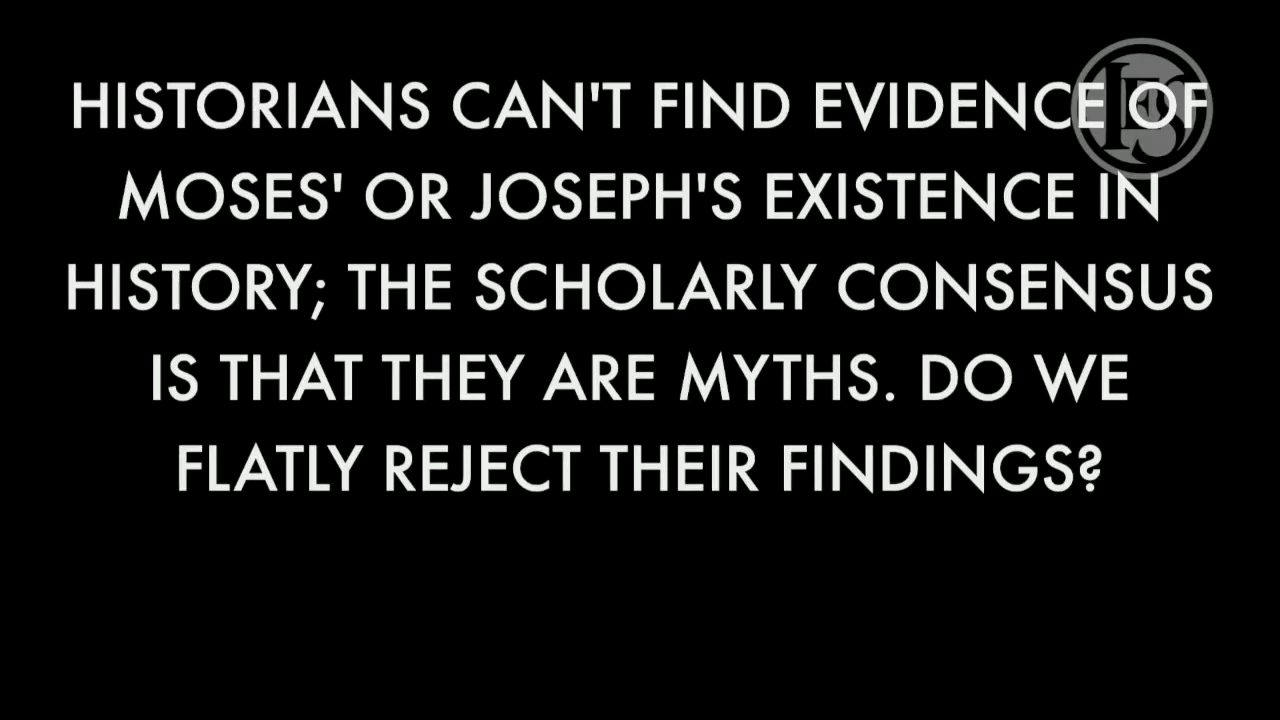 HISTORIANS CAN'T FIND EVIDENCE OF
MOSES' OR JOSEPH'S EXISTENCE IN
HISTORY; THE SCHOLARLY CONSENSUS
IS THAT THEY ARE MYTHS. DO WE
FLATLY REJECT THEIR FINDINGS?